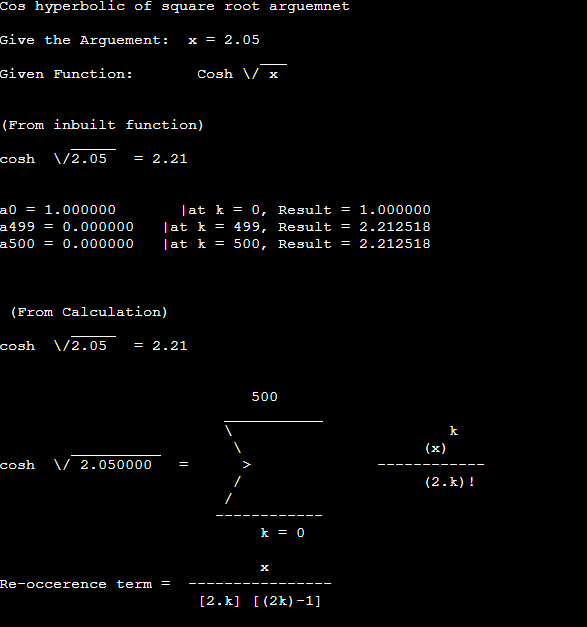 Cos hyperbolic of square root arguemnet
Give the Arguement:  x = 2.05
Given Function:       Cosh \/ x
(From inbuilt function)
cosh  \/2.05   = 2.21
a0 = 1.000000       |at k = 0, Result = 1.000000
a499 = 0.000000   |at k = 499, Result = 2.212518
a500 = 0.000000   |at k = 500, Result = 2.212518
(From Calculation)
cosh  \/2.05   = 2.21
500
____________
\                        k
\                     (x)
cosh  \/ 2.050000   =      >              ------------
/                     (2.k)!
/
------------
k = 0
x
Re-occerence term =  ----------------
[2.k] [(2k)-1]